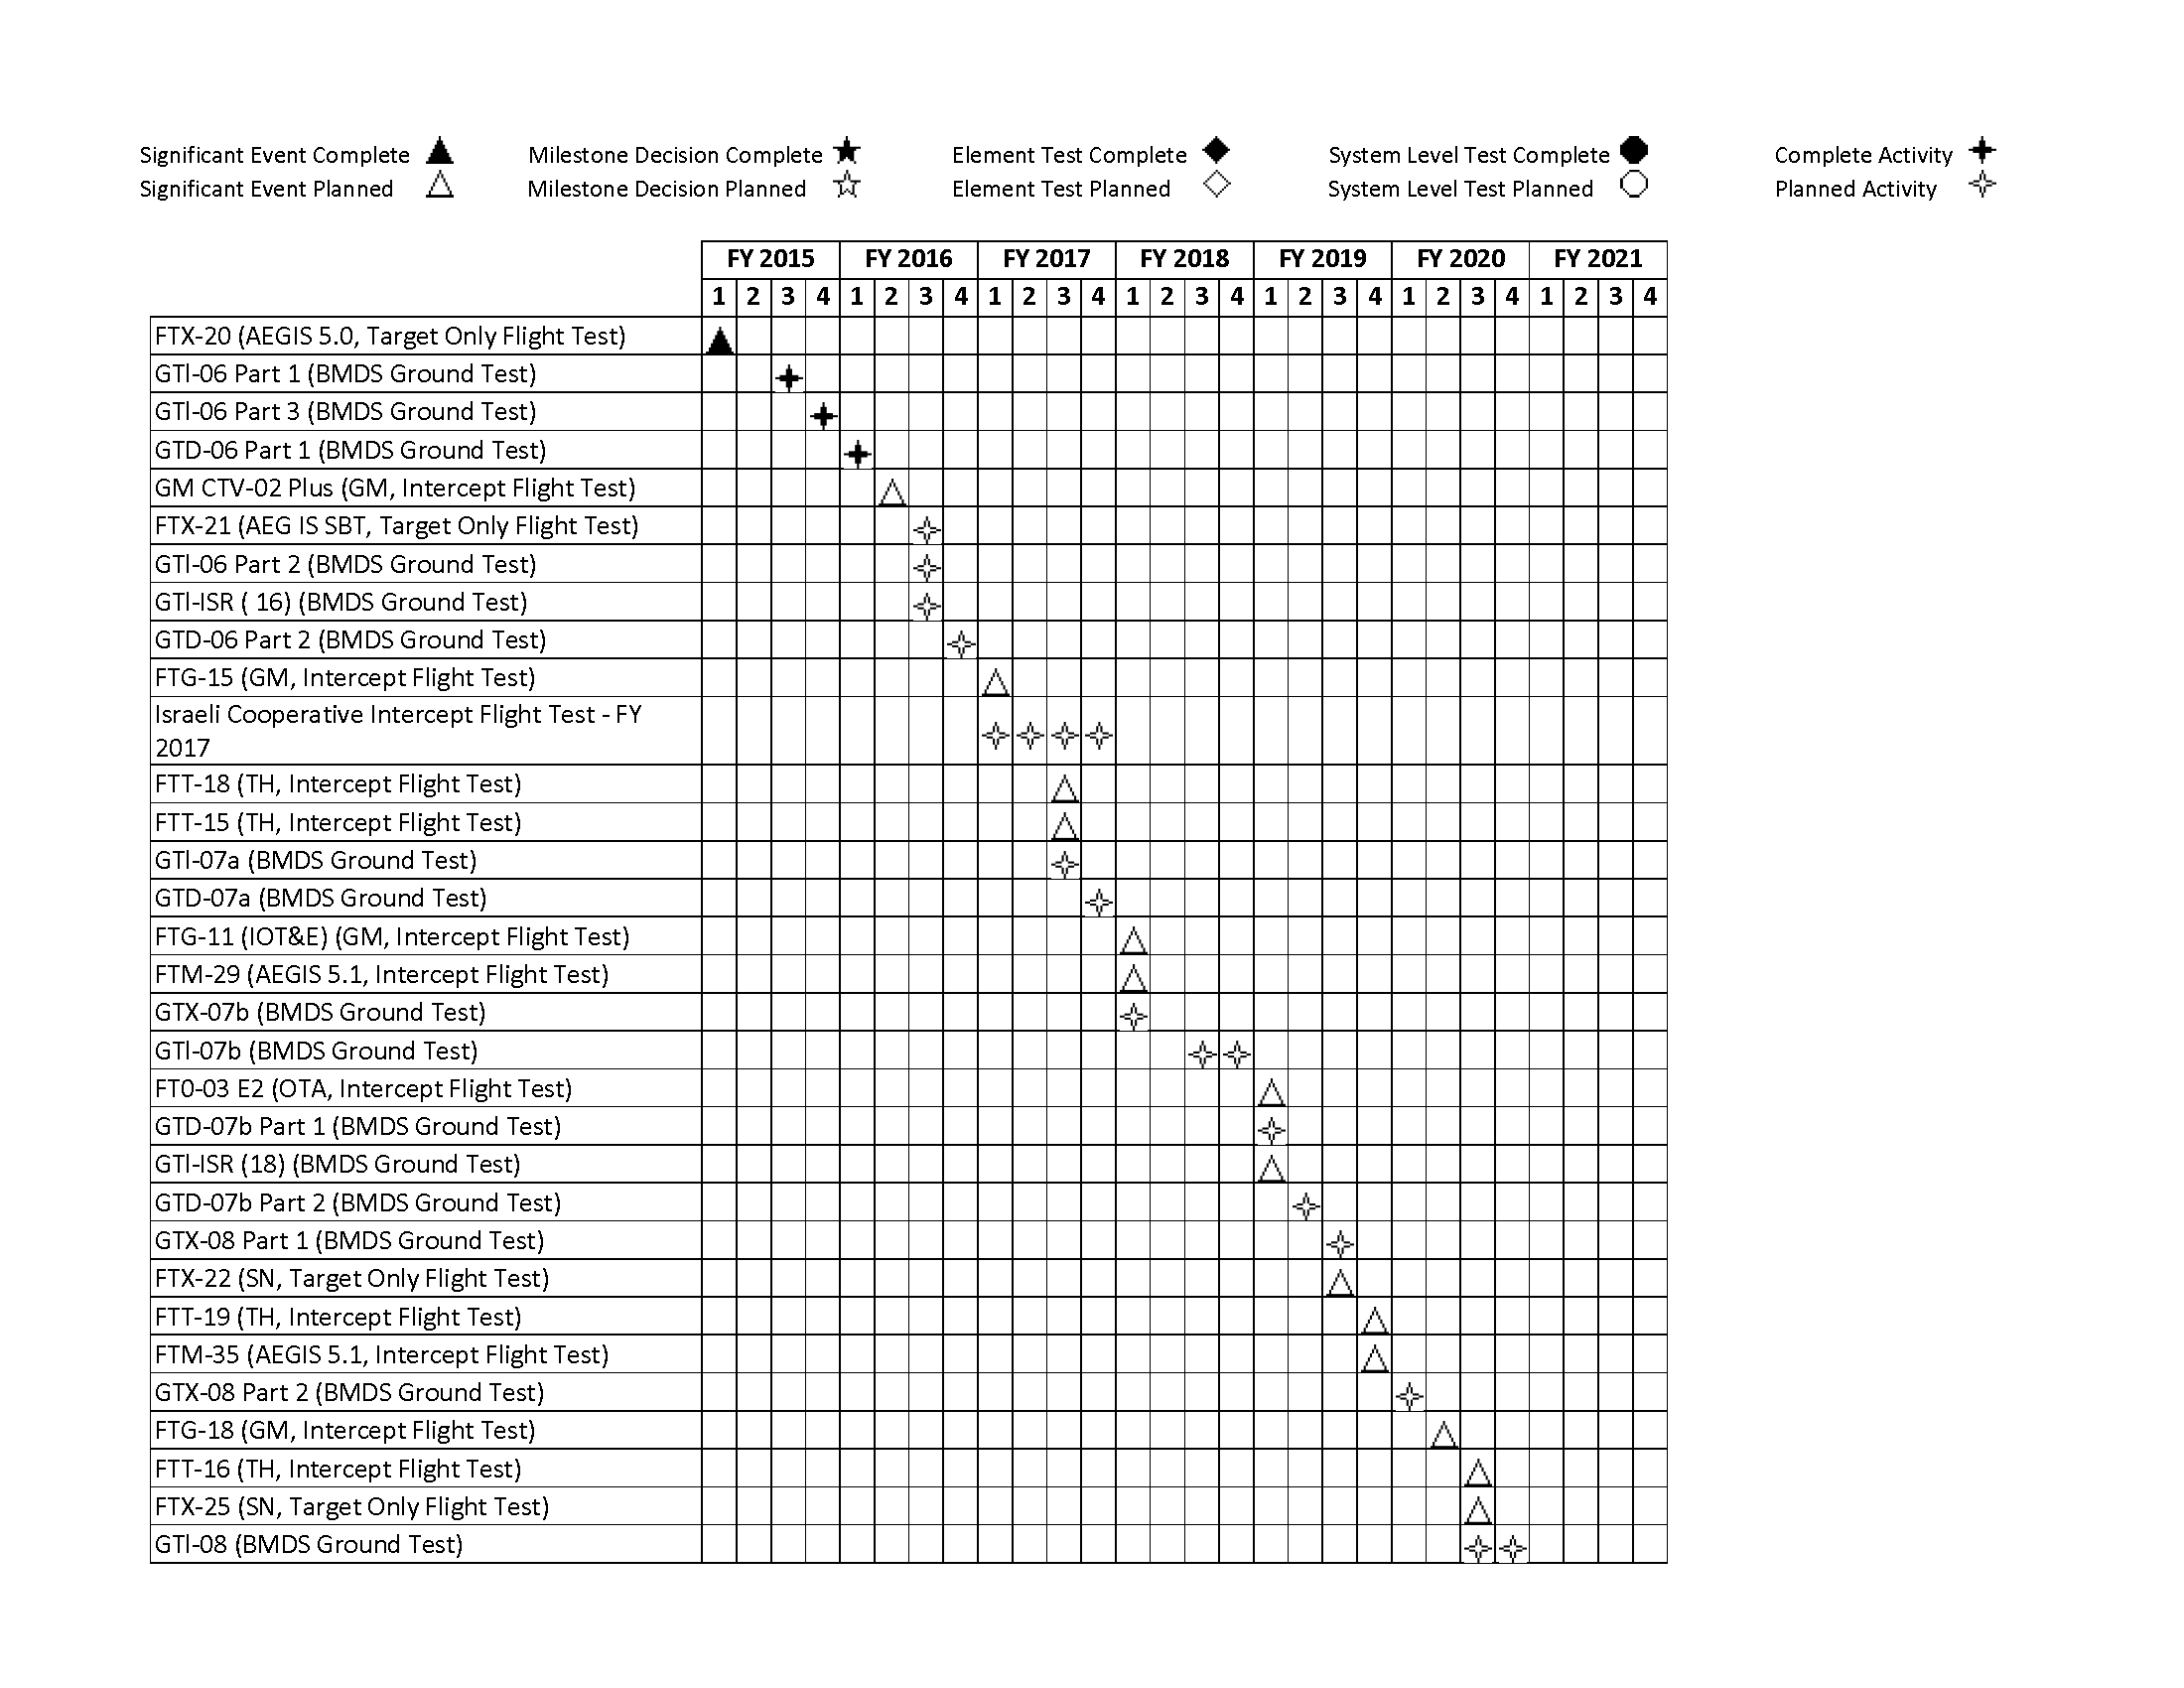 Significant Event Complete Milestone Decision Complete Element Test Complete System Level Test Complete Complete Activity
Significant Event Planned Milestone Decision Planned Element Test Planned System Level Test Planned Planned Activity
FY 2015 FY 2016 FY 2017 FY 2018 FY 2019 FY 2020 FY 2021
1 2 3 4 1 2 3 4 1 2 3 4 1 2 3 4 1 2 3 4 1 2 3 4 1 2 3 4
FTX-20 (AEGIS 5.0, Target Only Flight Test)
GTl-06 Part 1 (BMDS Ground Test)
GTl-06 Part 3 (BMDS Ground Test)
GTD-06 Part 1 (BMDS Ground Test)
GM CTV-02 Plus (GM, Intercept Flight Test)
FTX-21 (AEG IS SBT, Target Only Flight Test)
GTl-06 Part 2 (BMDS Ground Test)
GTl-ISR ( 16) (BMDS Ground Test)
GTD-06 Part 2 (BMDS Ground Test)
FTG-15 (GM, Intercept Flight Test)
Israeli Cooperative Intercept Flight Test - FY
2017
FTT-18 (TH, Intercept Flight Test)
FTT-15 (TH, Intercept Flight Test)
GTl-07a (BMDS Ground Test)
GTD-07a (BMDS Ground Test)
FTG-11 (IOT&E) (GM, Intercept Flight Test)
FTM-29 (AEGIS 5.1, Intercept Flight Test)
GTX-07b (BMDS Ground Test)
GTl-07b (BMDS Ground Test)
FT0-03 E2 (OTA, Intercept Flight Test)
GTD-07b Part 1 (BMDS Ground Test)
GTl-ISR (18) (BMDS Ground Test)
GTD-07b Part 2 (BMDS Ground Test)
GTX-08 Part 1 (BMDS Ground Test)
FTX-22 (SN, Target Only Flight Test)
FTT-19 (TH, Intercept Flight Test)
FTM-35 (AEGIS 5.1, Intercept Flight Test)
GTX-08 Part 2 (BMDS Ground Test)
FTG-18 (GM, Intercept Flight Test)
FTT-16 (TH, Intercept Flight Test)
FTX-25 (SN, Target Only Flight Test)
GTl-08 (BMDS Ground Test)